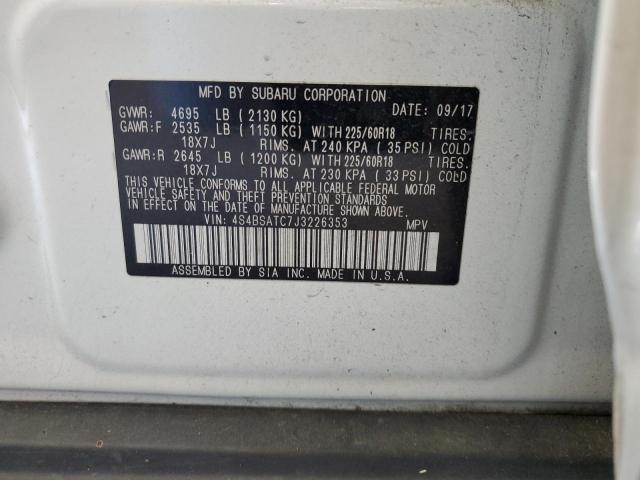 MFD BY SUBARU CORPORATION
GVWR: 4695 LB ( 2130 KG) DATE: 09/17
GAWR:F 2535 LB ( 1150 KG) WITH 225/60R18 TIRES.
18X7J RIMS. AT 240 KPA ( 35 PSI) COLD
GAWR:R 2645 LB ( 1200 KG) WITH 225/60R18 TIRES.
18X7J RIMS. AT 230 KPA ( 33 PSI) COLD
THIS VEHICLE CONFORMS TO ALL APPLICABLE FEDERAL MOTOR
VEHICLE SAFETY AND THEFT PREVENTION STANDARDS IN EFFECT
ON THE DATE OF MANUFACTURE SHOWN ABOVE.
VIN: 4S4BSATC7J3226353 MPV
ASSEMBLED BY SIA INC. MADE IN U.S.A.